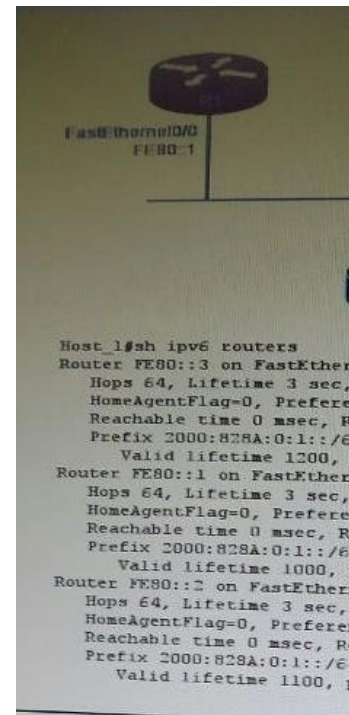 R1
FastEthernet0/0
FE80::1
Host_1#sh ipv6 routers
Router FE80::3 on FastEther
Hops 64, Lifetime 3 sec,
HomeAgentFlag=0, Prefere
Reachable time 0 msec, R
Prefix 2000:828A:0:1::/6
Valid lifetime 1200,
Router FE80::1 on FastEther
Hops 64, Lifetime 3 sec,
HomeAgentFlag=0, Prefere
Reachable time 0 msec, R
Prefix 2000:828A:0:1::/6
Valid lifetime 1000,
Router FE80::2 on FastEther
Hops 64, Lifetime 3 sec,
HomeAgentFlag=0, Preferen
Reachable time 0 msec, Re
Prefix 2000:828A:0:1::/6
Valid lifetime 1100, p